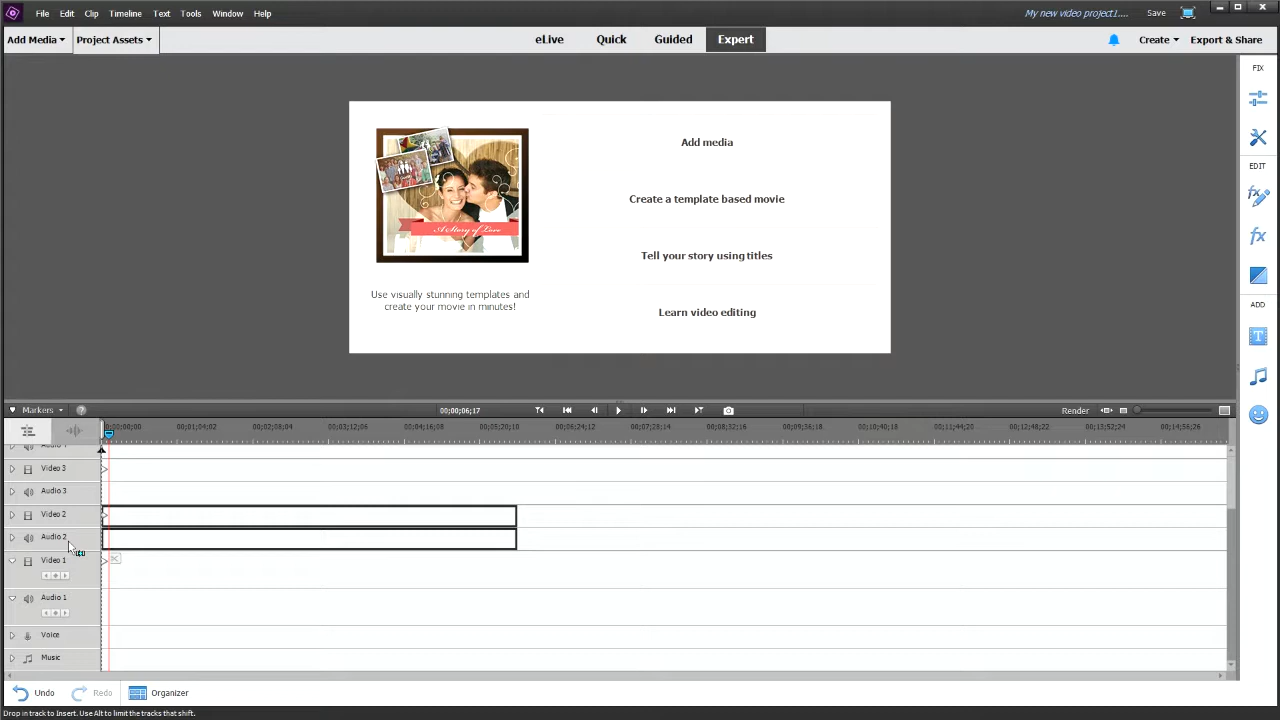 File Edit Clip Timeline Text Tools Window Help
My new video project.l.... Save
Add Media Project Assets
eLive Quick Guided Expert
Create Export & Share
FIX
EDIT
ADD
A Story of Love
Use visually stunning templates and
create your movie in minutes!
Add media
Create a template based movie
Tell your story using titles
Learn video editing
Markers
00;00;06;17
Render
00;00;00 00;01;04;02 00;02;08;04 00;03;12;06 00;04;16;08 00;05;20;10 00;06;24;12 00;07;28;14 00;08;32;16 00;09;36;18 00;10;40;18 00;11;44;20 00;12;48;22 00;13;52;24 00;14;56;26
Video 3
Audio 3
Video 2
Audio 2
Video 1
Audio 1
Voice
Music
Undo Redo Organizer
Drop in track to Insert. Use Alt to limit the tracks that shift.